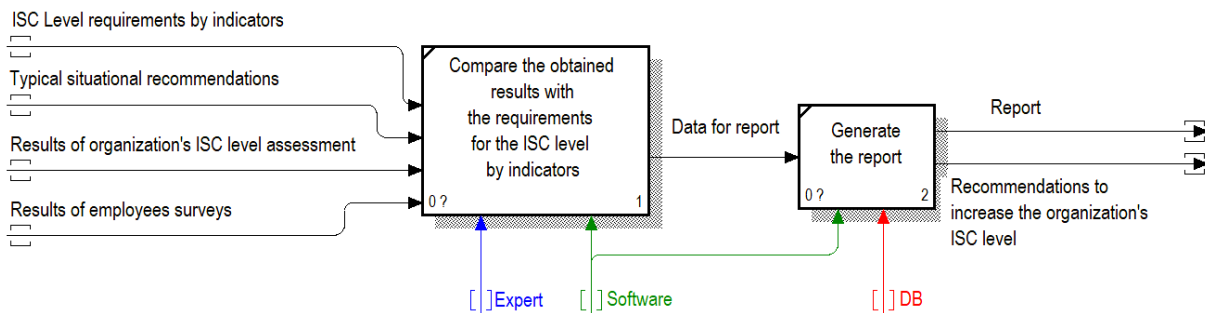 ISC Level requirements by indicators
Typical situational recommendations
Results of organization's ISC level assessment
Results of employees surveys
Compare the obtained
results with
the requirements
for the ISC level
by indicators
0 ?
1
Data for report
Generate
the report
0 ?
2
Report
Recommendations to
increase the organization's
ISC level
[ ] Expert
[ ] Software
[ ] DB